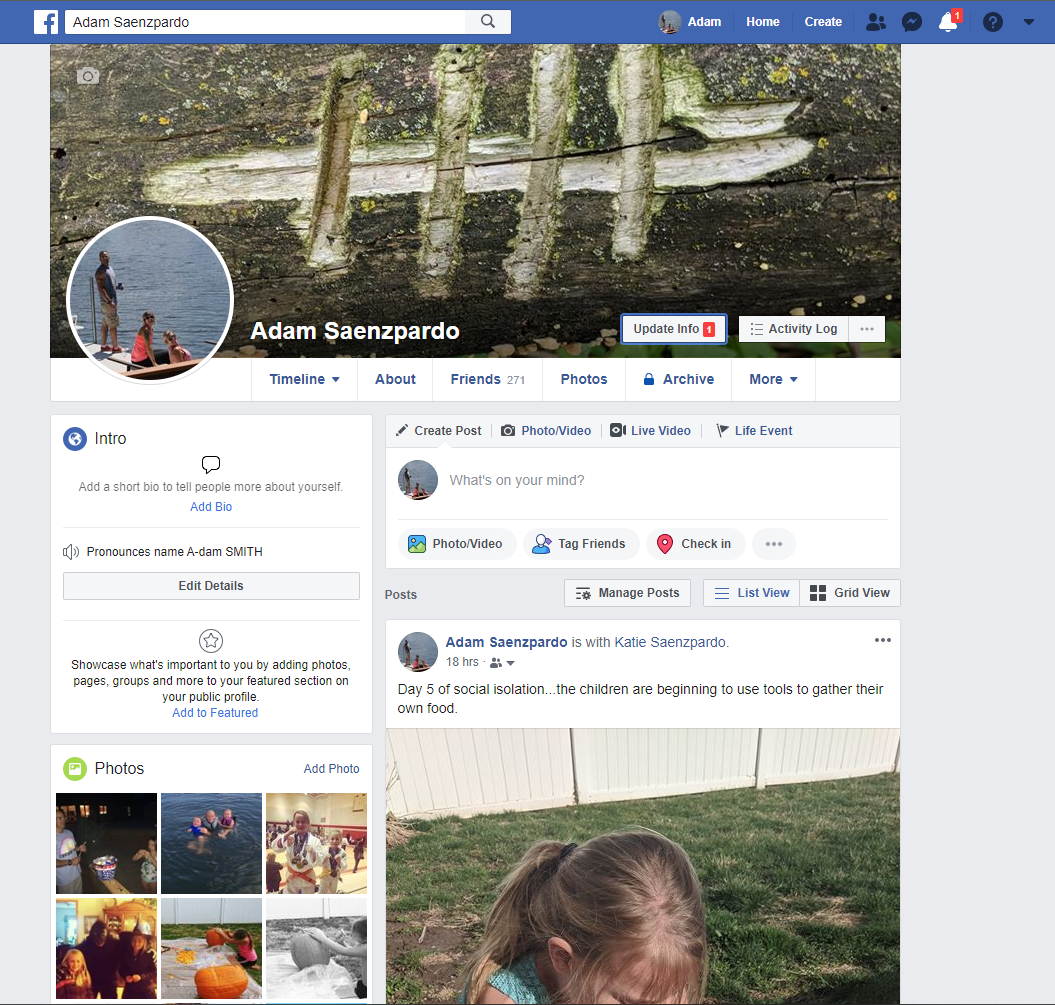 f
Adam Saenzpardo
Adam
Home
Create
1
?
Adam Saenzpardo
Update Info 1
Activity Log
Timeline
About
Friends 271
Photos
Archive
More
Intro
Add a short bio to tell people more about yourself.
Add Bio
Pronounces name A-dam SMITH
Edit Details
Showcase what's important to you by adding photos,
pages, groups and more to your featured section on
your public profile.
Add to Featured
Photos
Add Photo
Create Post
Photo/Video
Live Video
Life Event
What's on your mind?
Photo/Video
Tag Friends
Check in
Posts
Manage Posts
List View
Grid View
Adam Saenzpardo is with Katie Saenzpardo.
18 hrs ·
Day 5 of social isolation...the children are beginning to use tools to gather their
own food.